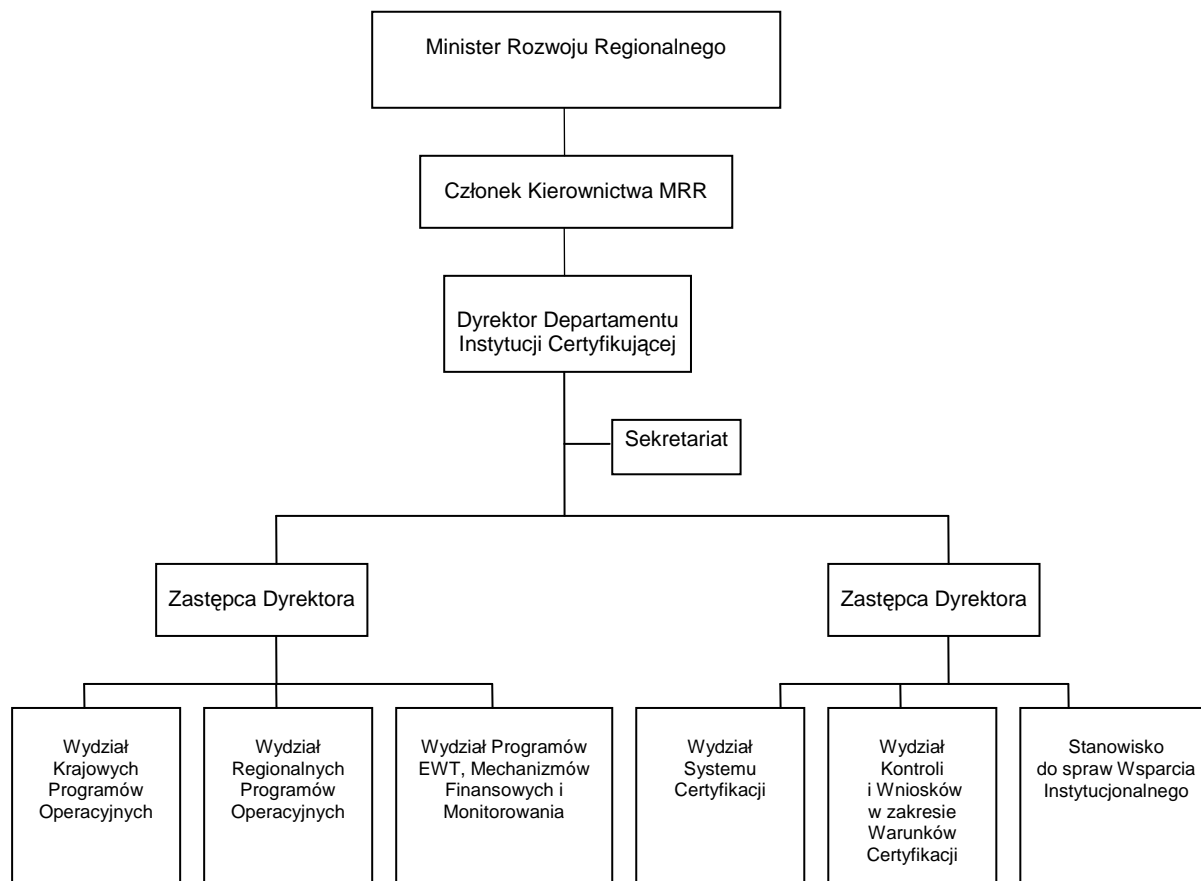 Minister Rozwoju Regionalnego
Członek Kierownictwa MRR
Dyrektor Departamentu
Instytucji Certyfikującej
Sekretariat
Zastępca Dyrektora
Zastępca Dyrektora
Wydział
Krajowych
Programów
Operacyjnych
Wydział
Regionalnych
Programów
Operacyjnych
Wydział Programów
EWT, Mechanizmów
Finansowych i
Monitorowania
Wydział
Systemu
Certyfikacji
Wydział
Kontroli
i Wniosków
w zakresie
Warunków
Certyfikacji
Stanowisko
do spraw Wsparcia
Instytucjonalnego